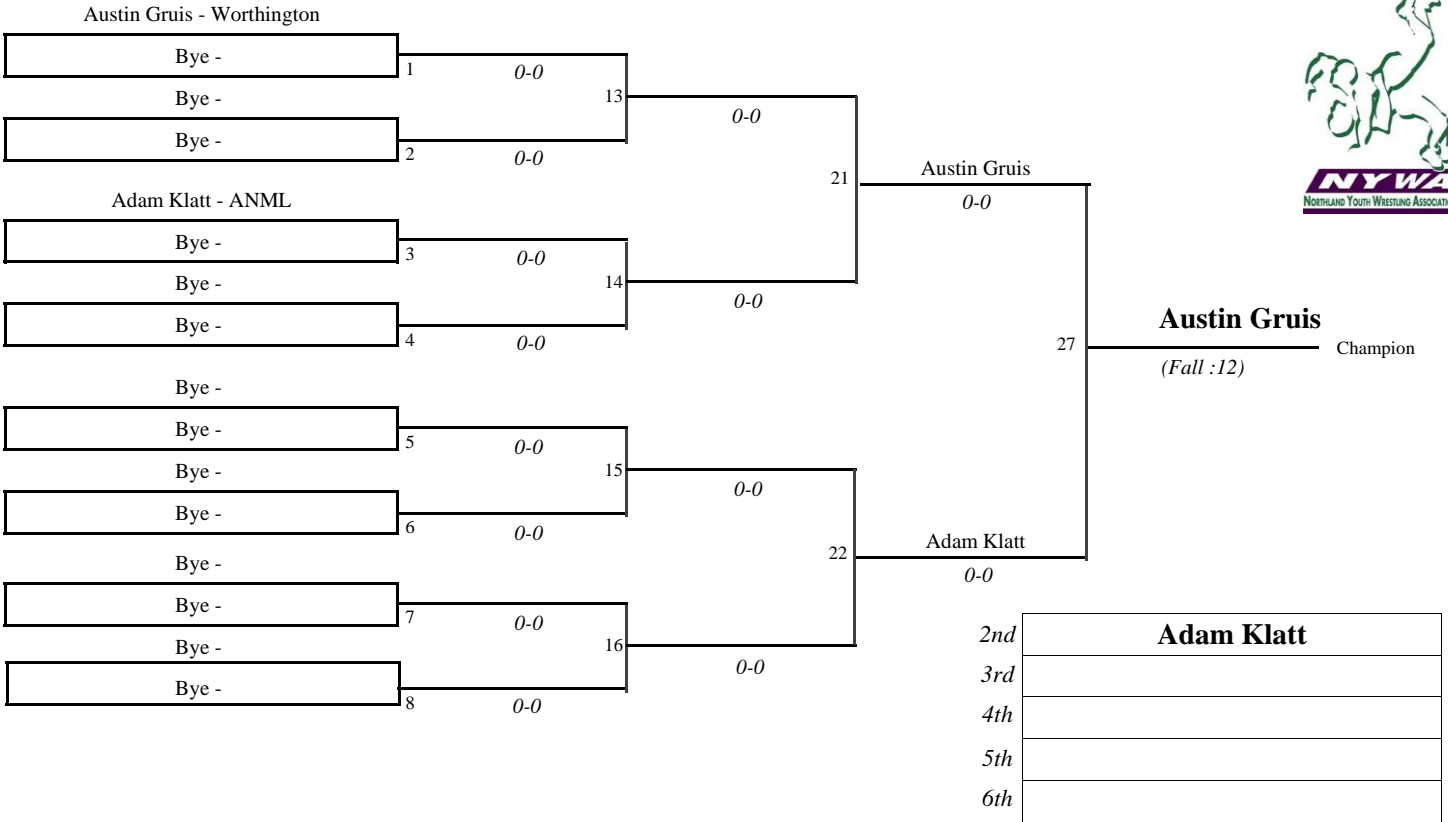 Austin Gruis - Worthington
Bye -
1
0-0
Bye -
13
0-0
Bye -
2
0-0
21
Austin Gruis
0-0
Adam Klatt - ANML
Bye -
3
0-0
Bye -
14
0-0
Bye -
4
0-0
27
Austin Gruis
(Fall :12)
Champion
Bye -
Bye -
5
0-0
Bye -
15
0-0
Bye -
6
0-0
22
Adam Klatt
0-0
Bye -
Bye -
7
0-0
Bye -
16
0-0
Bye -
8
0-0
2nd Adam Klatt
3rd
4th
5th
6th
NYWA
NORTHLAND YOUTH WRESTLING